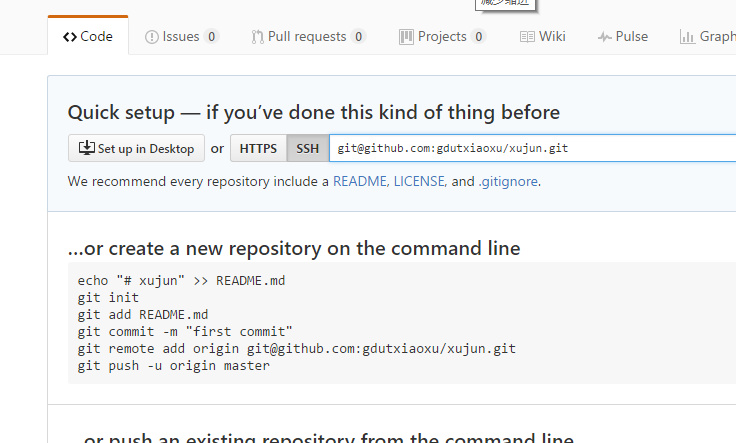 减少缩进
Code Issues 0 Pull requests 0 Projects 0 Wiki Pulse Graph
Quick setup — if you’ve done this kind of thing before
Set up in Desktop or HTTPS SSH git@github.com:gdutxiaoxu/xujun.git
We recommend every repository include a README, LICENSE, and .gitignore.
…or create a new repository on the command line
echo "# xujun" >> README.md
git init
git add README.md
git commit -m "first commit"
git remote add origin git@github.com:gdutxiaoxu/xujun.git
git push -u origin master
…or push an existing repository from the command line